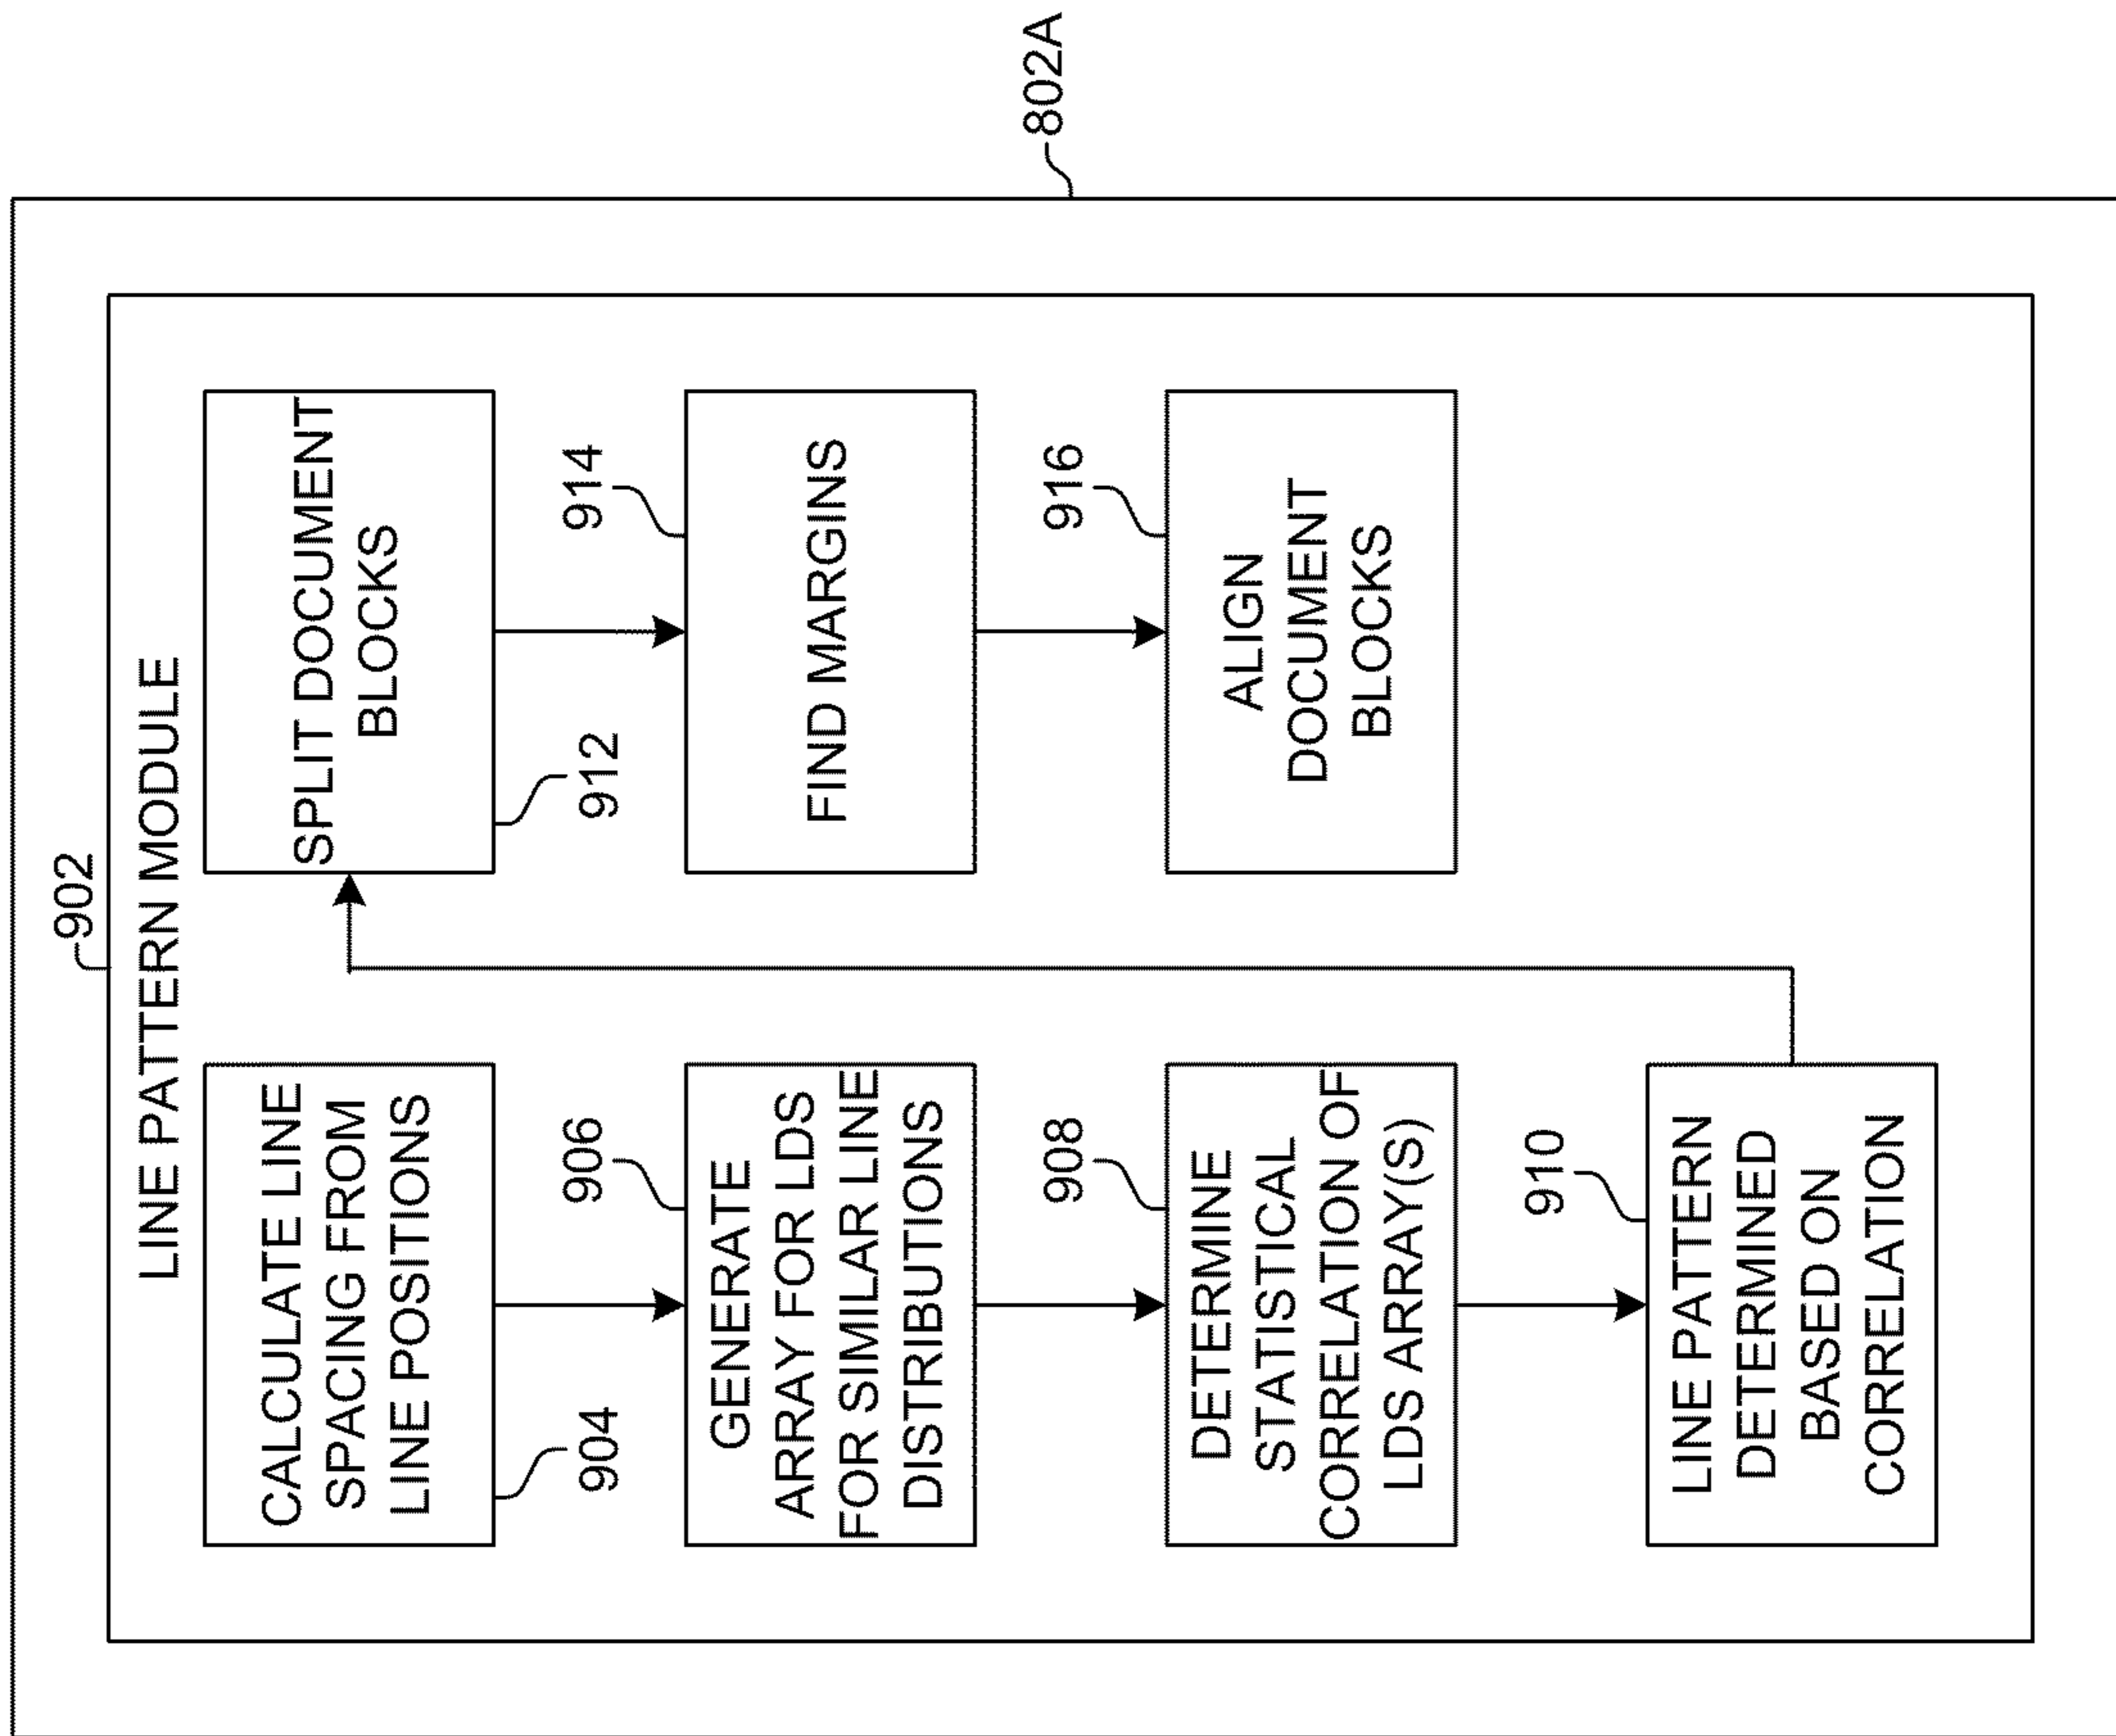 902
LINE PATTERN MODULE
CALCULATE LINE
SPACING FROM
LINE POSITIONS
904
906
GENERATE
ARRAY FOR LDS
FOR SIMILAR LINE
DISTRIBUTIONS
908
DETERMINE
STATISTICAL
CORRELATION OF
LDS ARRAY(S)
910
LINE PATTERN
DETERMINED
BASED ON
CORRELATION
SPLIT DOCUMENT
BLOCKS
912
914
FIND MARGINS
916
ALIGN
DOCUMENT
BLOCKS
802A